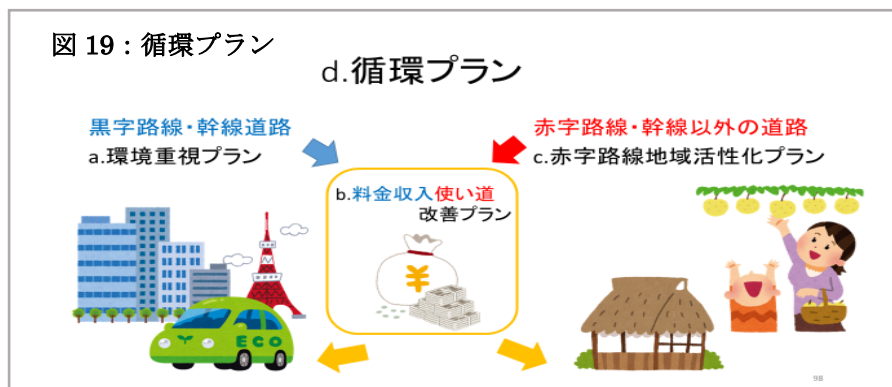 図 19：循環プラン
d.循環プラン
黒字路線・幹線道路
a.環境重視プラン
赤字路線・幹線以外の道路
c.赤字路線地域活性化プラン
b.料金収入使い道
改善プラン
¥
ECO
98